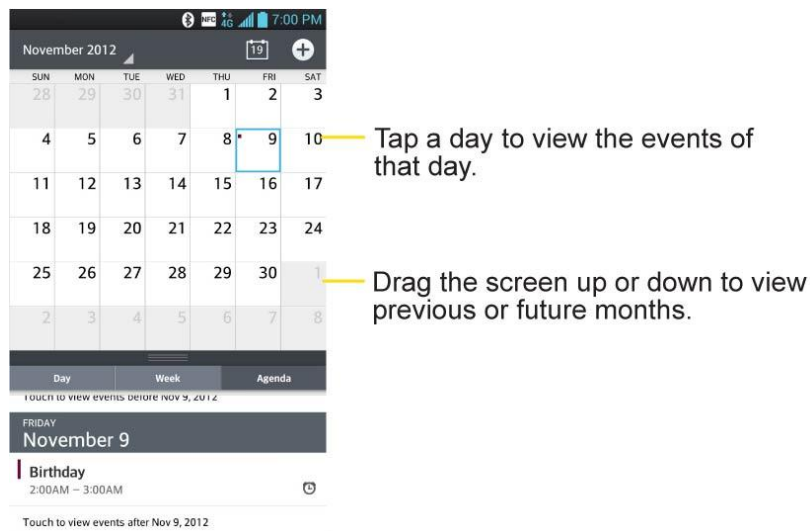 NFC 4G 7:00 PM
November 2012 19
SUN MON TUE WED THU FRI SAT
28 29 30 31 1 2 3
4 5 6 7 8 9 10
11 12 13 14 15 16 17
18 19 20 21 22 23 24
25 26 27 28 29 30 1
2 3 4 5 6 7 8
Day Week Agenda
Touch to view events before Nov 9, 2012
FRIDAY
November 9
Birthday
2:00AM – 3:00AM
Touch to view events after Nov 9, 2012
Tap a day to view the events of
that day.
Drag the screen up or down to view
previous or future months.